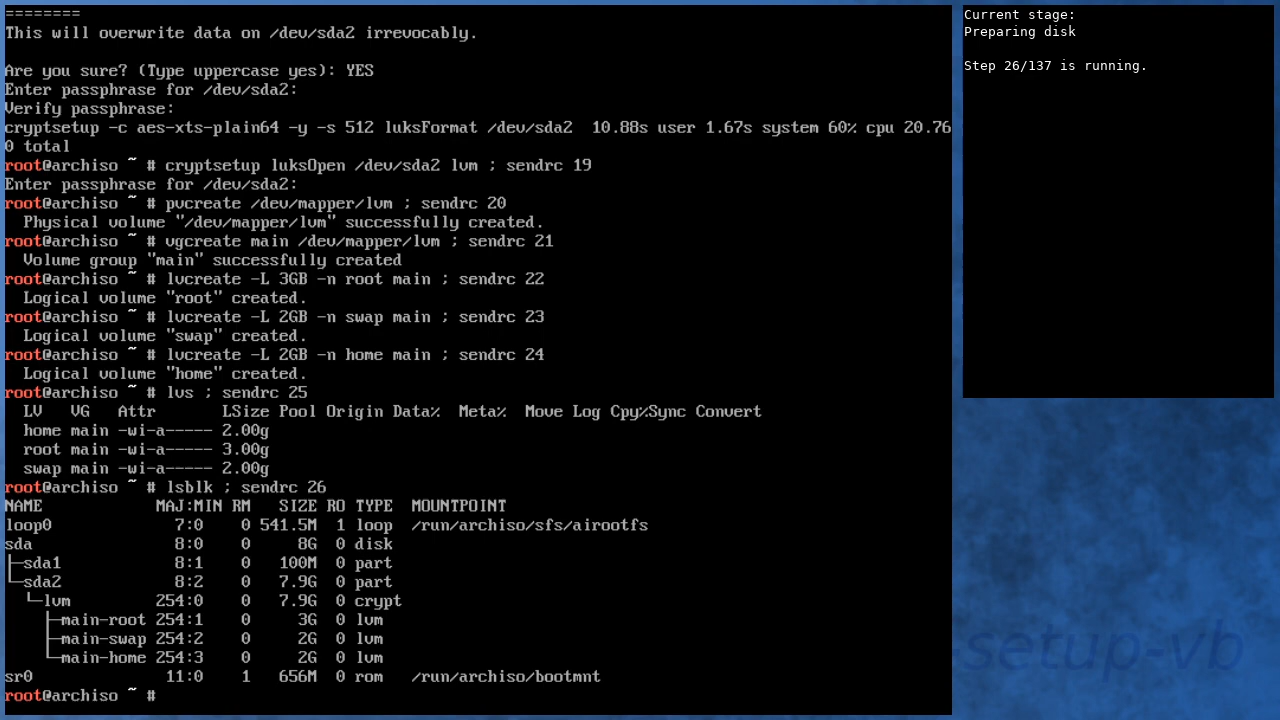 ========
This will overwrite data on /dev/sda2 irrevocably.
Are you sure? (Type uppercase yes): YES
Enter passphrase for /dev/sda2:
Verify passphrase:
cryptsetup -c aes-xts-plain64 -y -s 512 luksFormat /dev/sda2  10.88s user 1.67s system 60% cpu 20.76
0 total
root@archiso ~ # cryptsetup luksOpen /dev/sda2 lvm ; sendrc 19
Enter passphrase for /dev/sda2:
root@archiso ~ # pvcreate /dev/mapper/lvm ; sendrc 20
  Physical volume "/dev/mapper/lvm" successfully created.
root@archiso ~ # vgcreate main /dev/mapper/lvm ; sendrc 21
  Volume group "main" successfully created
root@archiso ~ # lvcreate -L 3GB -n root main ; sendrc 22
  Logical volume "root" created.
root@archiso ~ # lvcreate -L 2GB -n swap main ; sendrc 23
  Logical volume "swap" created.
root@archiso ~ # lvcreate -L 2GB -n home main ; sendrc 24
  Logical volume "home" created.
root@archiso ~ # lvs ; sendrc 25
  LV   VG   Attr       LSize Pool Origin Data%  Meta%  Move Log Cpy%Sync Convert
  home main -wi-a----- 2.00g
  root main -wi-a----- 3.00g
  swap main -wi-a----- 2.00g
root@archiso ~ # lsblk ; sendrc 26
NAME            MAJ:MIN RM   SIZE RO TYPE  MOUNTPOINT
loop0             7:0    0 541.5M  1 loop  /run/archiso/sfs/airootfs
sda               8:0    0     8G  0 disk
├─sda1            8:1    0   100M  0 part
└─sda2            8:2    0   7.9G  0 part
  └─lvm         254:0    0   7.9G  0 crypt
    ├─main-root 254:1    0     3G  0 lvm
    ├─main-swap 254:2    0     2G  0 lvm
    └─main-home 254:3    0     2G  0 lvm
sr0              11:0    1   656M  0 rom   /run/archiso/bootmnt
root@archiso ~ #
Current stage:
Preparing disk
Step 26/137 is running.
-setup-vb